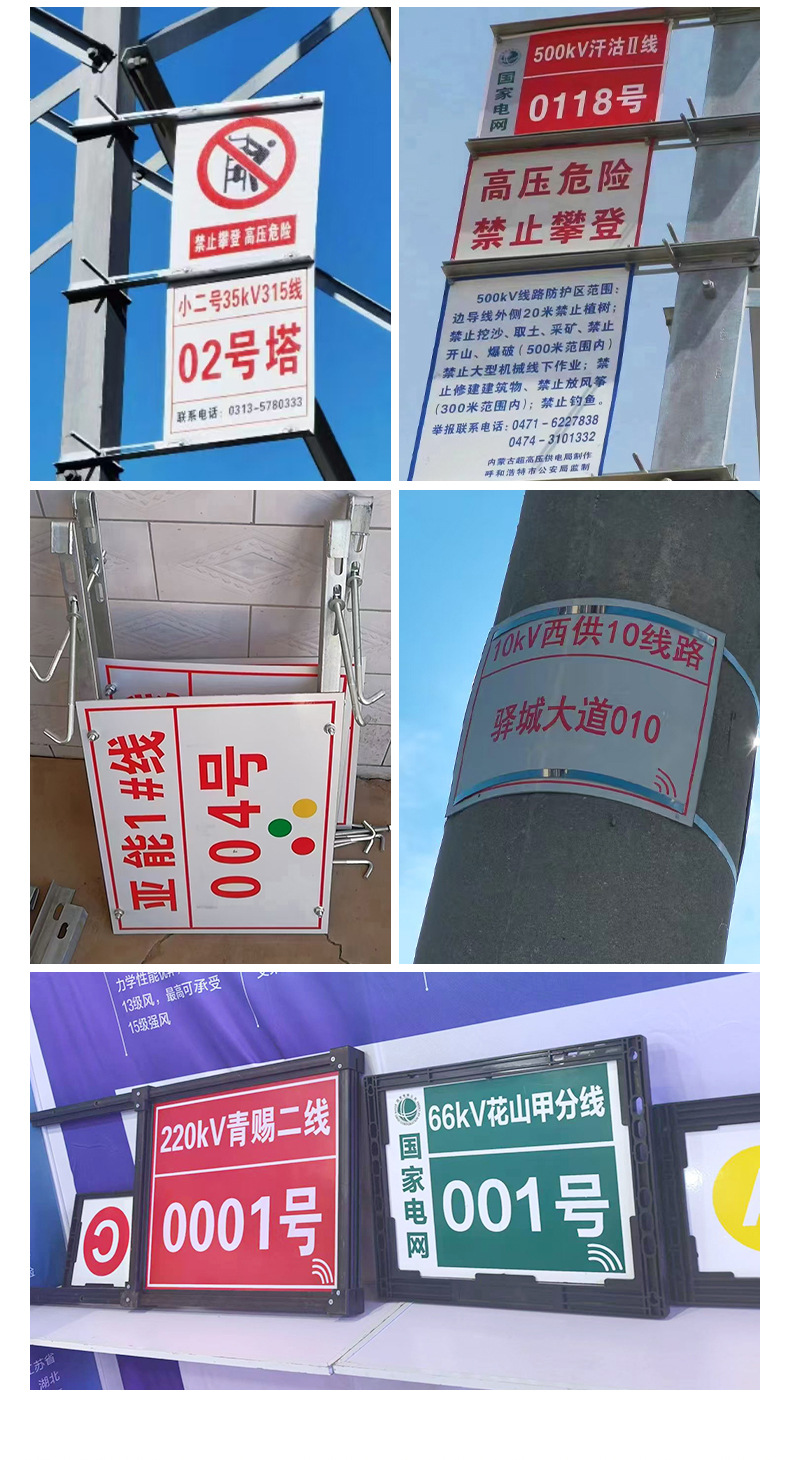 禁止攀登 高压危险
小二号35kV315线
02号塔
联系电话：0313-5780333
国家电网
500kV汗沽Ⅱ线
0118号
高压危险
禁止攀登
500kV线路防护区范围：
边导线外侧20米禁止植树；
禁止挖沙、取土、采矿、禁止
开山、爆破（500米范围内）
禁止大型机械线下作业；禁
止修建建筑物、禁止放风筝
（300米范围内）；禁止钓鱼。
举报联系电话：0471－6227838
0474－3101332
内蒙古超高压供电局制作
呼和浩特市公安局监制
亚能1#线
004号
10kV西供10线路
驿城大道010
13级风，最高可承受
15级强风
C
220kV青赐二线
0001号
国家电网
66kV花山甲分线
001号
江苏省
湖北